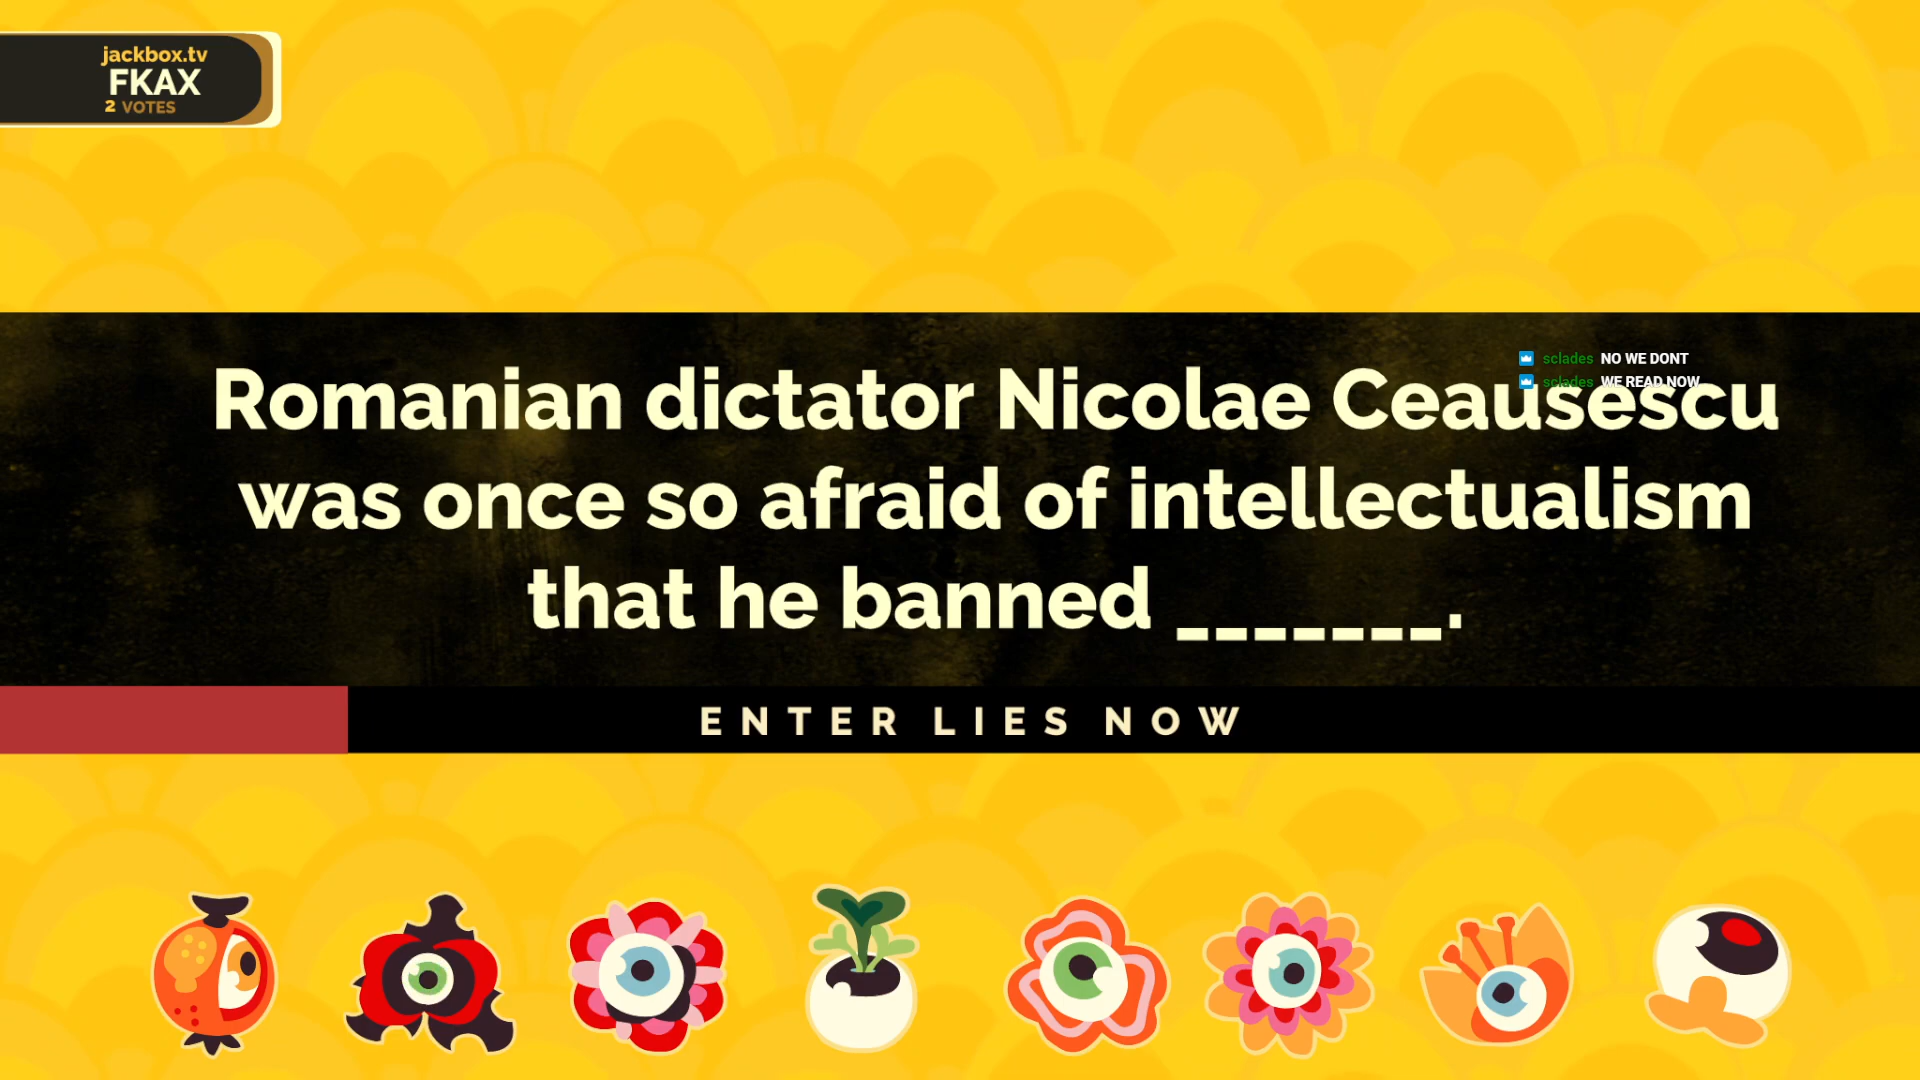 jackbox.tv
FKAX
2 VOTES
sclades NO WE DONT
sclades WE READ NOW
Romanian dictator Nicolae Ceausescu
was once so afraid of intellectualism
that he banned _______.
ENTER LIES NOW